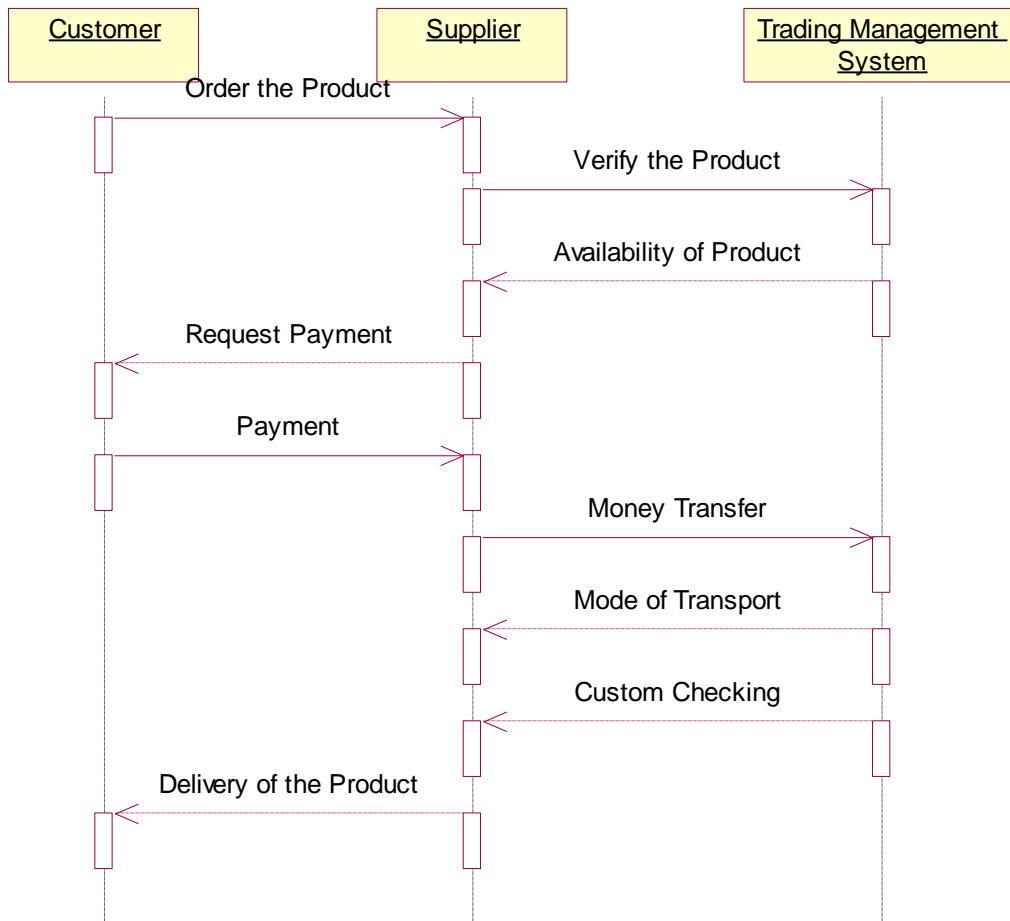 Customer
Supplier
Trading Management
System
Order the Product
Verify the Product
Availability of Product
Request Payment
Payment
Money Transfer
Mode of Transport
Custom Checking
Delivery of the Product